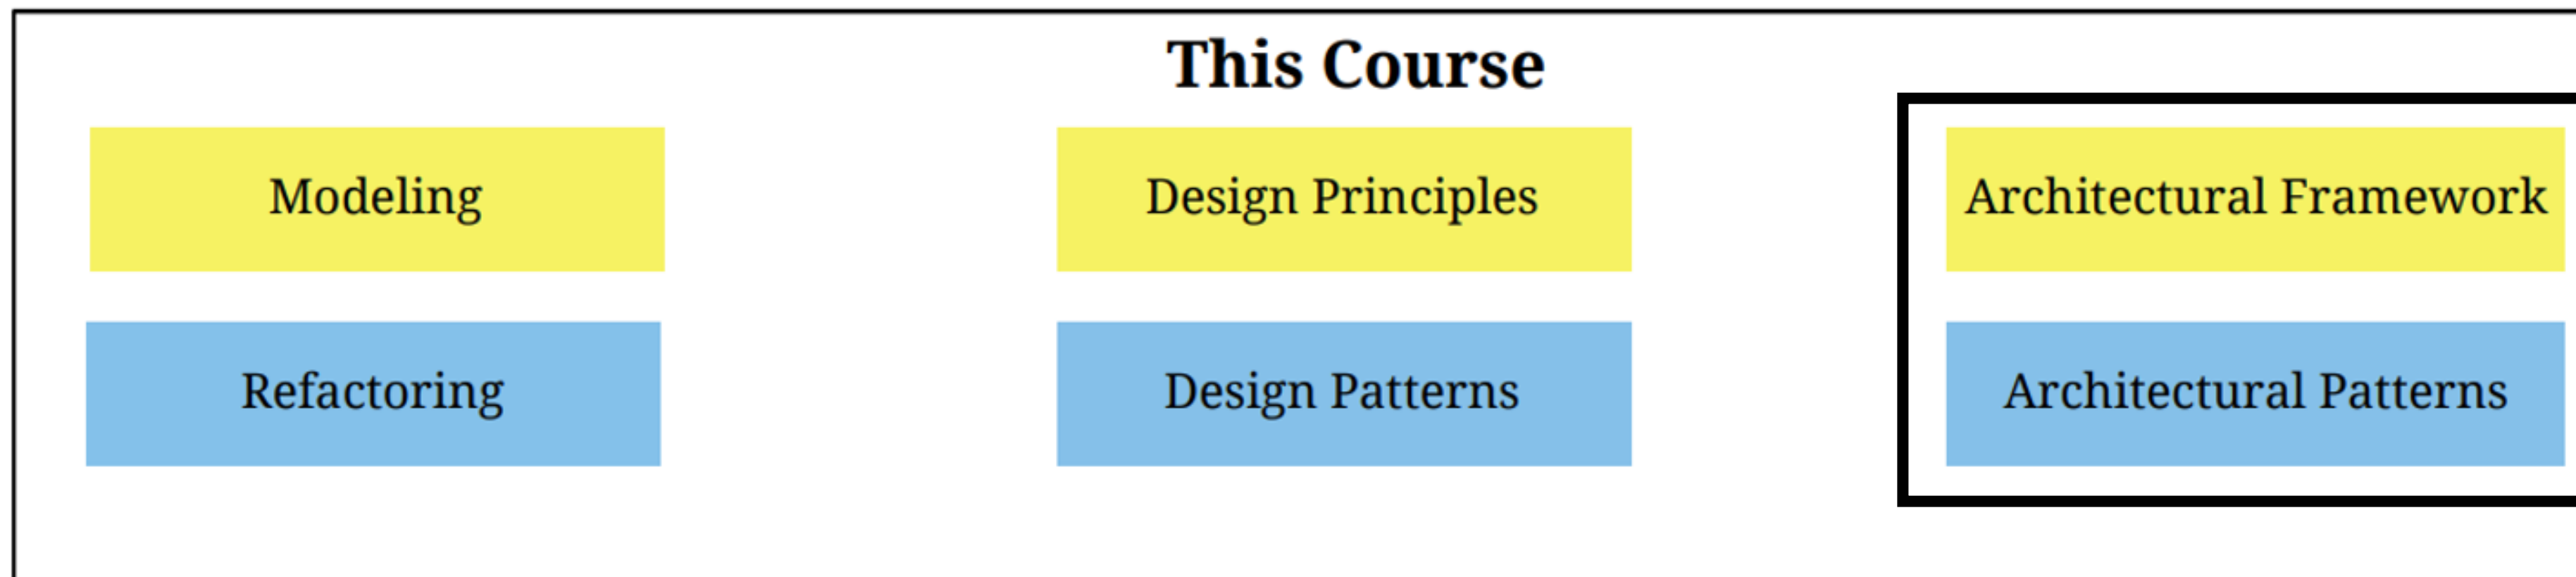 This Course
Modeling
Design Principles
Architectural Framework
Refactoring
Design Patterns
Architectural Patterns